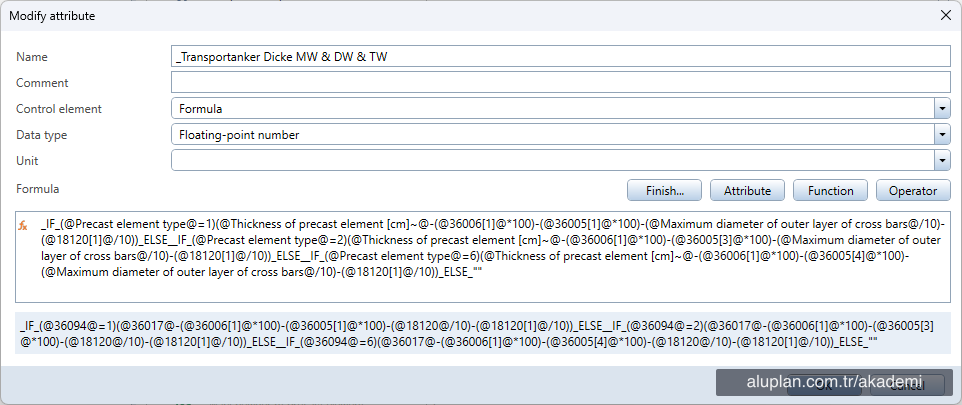 Modify attribute
Name
_Transportanker Dicke MW & DW & TW
Comment
Control element
Formula
Data type
Floating-point number
Unit
Formula
Finish...
Attribute
Function
Operator
_IF_(@Precast element type@=1)(@Thickness of precast element [cm]~@-(@36006[1]@*100)-(@36005[1]@*100)-(@Maximum diameter of outer layer of cross bars@/10)-
(@18120[1]@/10))_ELSE__IF_(@Precast element type@=2)(@Thickness of precast element [cm]~@-(@36006[1]@*100)-(@36005[3]@*100)-(@Maximum diameter of outer
layer of cross bars@/10)-(@18120[1]@/10))_ELSE__IF_(@Precast element type@=6)(@Thickness of precast element [cm]~@-(@36006[1]@*100)-(@36005[4]@*100)-
(@Maximum diameter of outer layer of cross bars@/10)-(@18120[1]@/10))_ELSE_""
_IF_(@36094@=1)(@36017@-(@36006[1]@*100)-(@36005[1]@*100)-(@18120@/10)-(@18120[1]@/10))_ELSE__IF_(@36094@=2)(@36017@-(@36006[1]@*100)-(@36005[3]
@*100)-(@18120@/10)-(@18120[1]@/10))_ELSE__IF_(@36094@=6)(@36017@-(@36006[1]@*100)-(@36005[4]@*100)-(@18120@/10)-(@18120[1]@/10))_ELSE_""
OK
Cancel
aluplan.com.tr/akademi